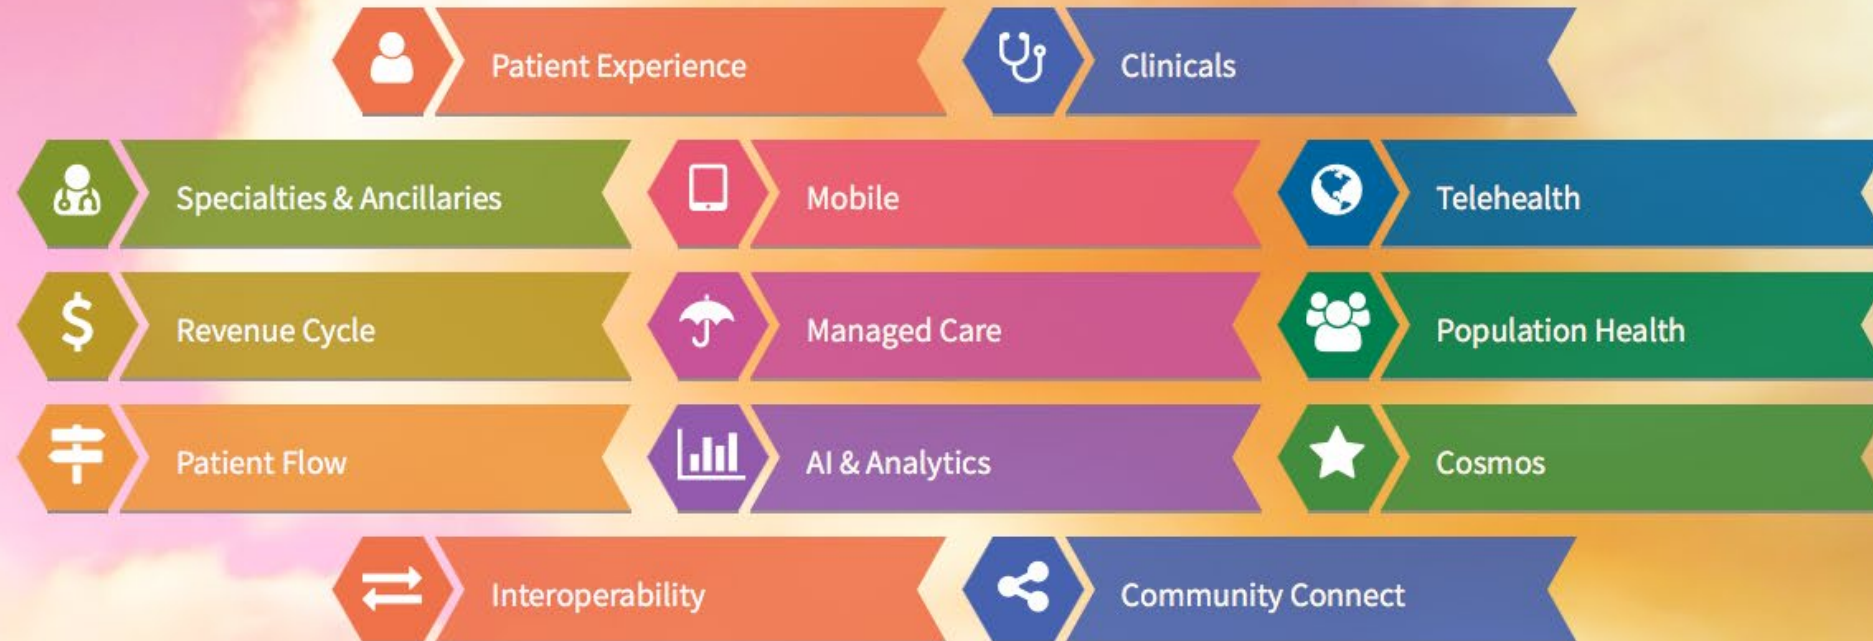 Patient Experience
Clinicals
Specialties & Ancillaries
Mobile
Telehealth
Revenue Cycle
Managed Care
Population Health
Patient Flow
AI & Analytics
Cosmos
Interoperability
Community Connect